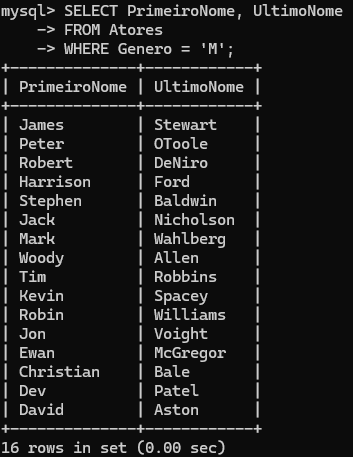 mysql> SELECT PrimeiroNome, UltimoNome
    -> FROM Atores
    -> WHERE Genero = 'M';
+--------------+------------+
| PrimeiroNome | UltimoNome |
+--------------+------------+
| James        | Stewart    |
| Peter        | OToole     |
| Robert       | DeNiro     |
| Harrison     | Ford       |
| Stephen      | Baldwin    |
| Jack         | Nicholson  |
| Mark         | Wahlberg   |
| Woody        | Allen      |
| Tim          | Robbins    |
| Kevin        | Spacey     |
| Robin        | Williams   |
| Jon          | Voight     |
| Ewan         | McGregor   |
| Christian    | Bale       |
| Dev          | Patel      |
| David        | Aston      |
+--------------+------------+
16 rows in set (0.00 sec)